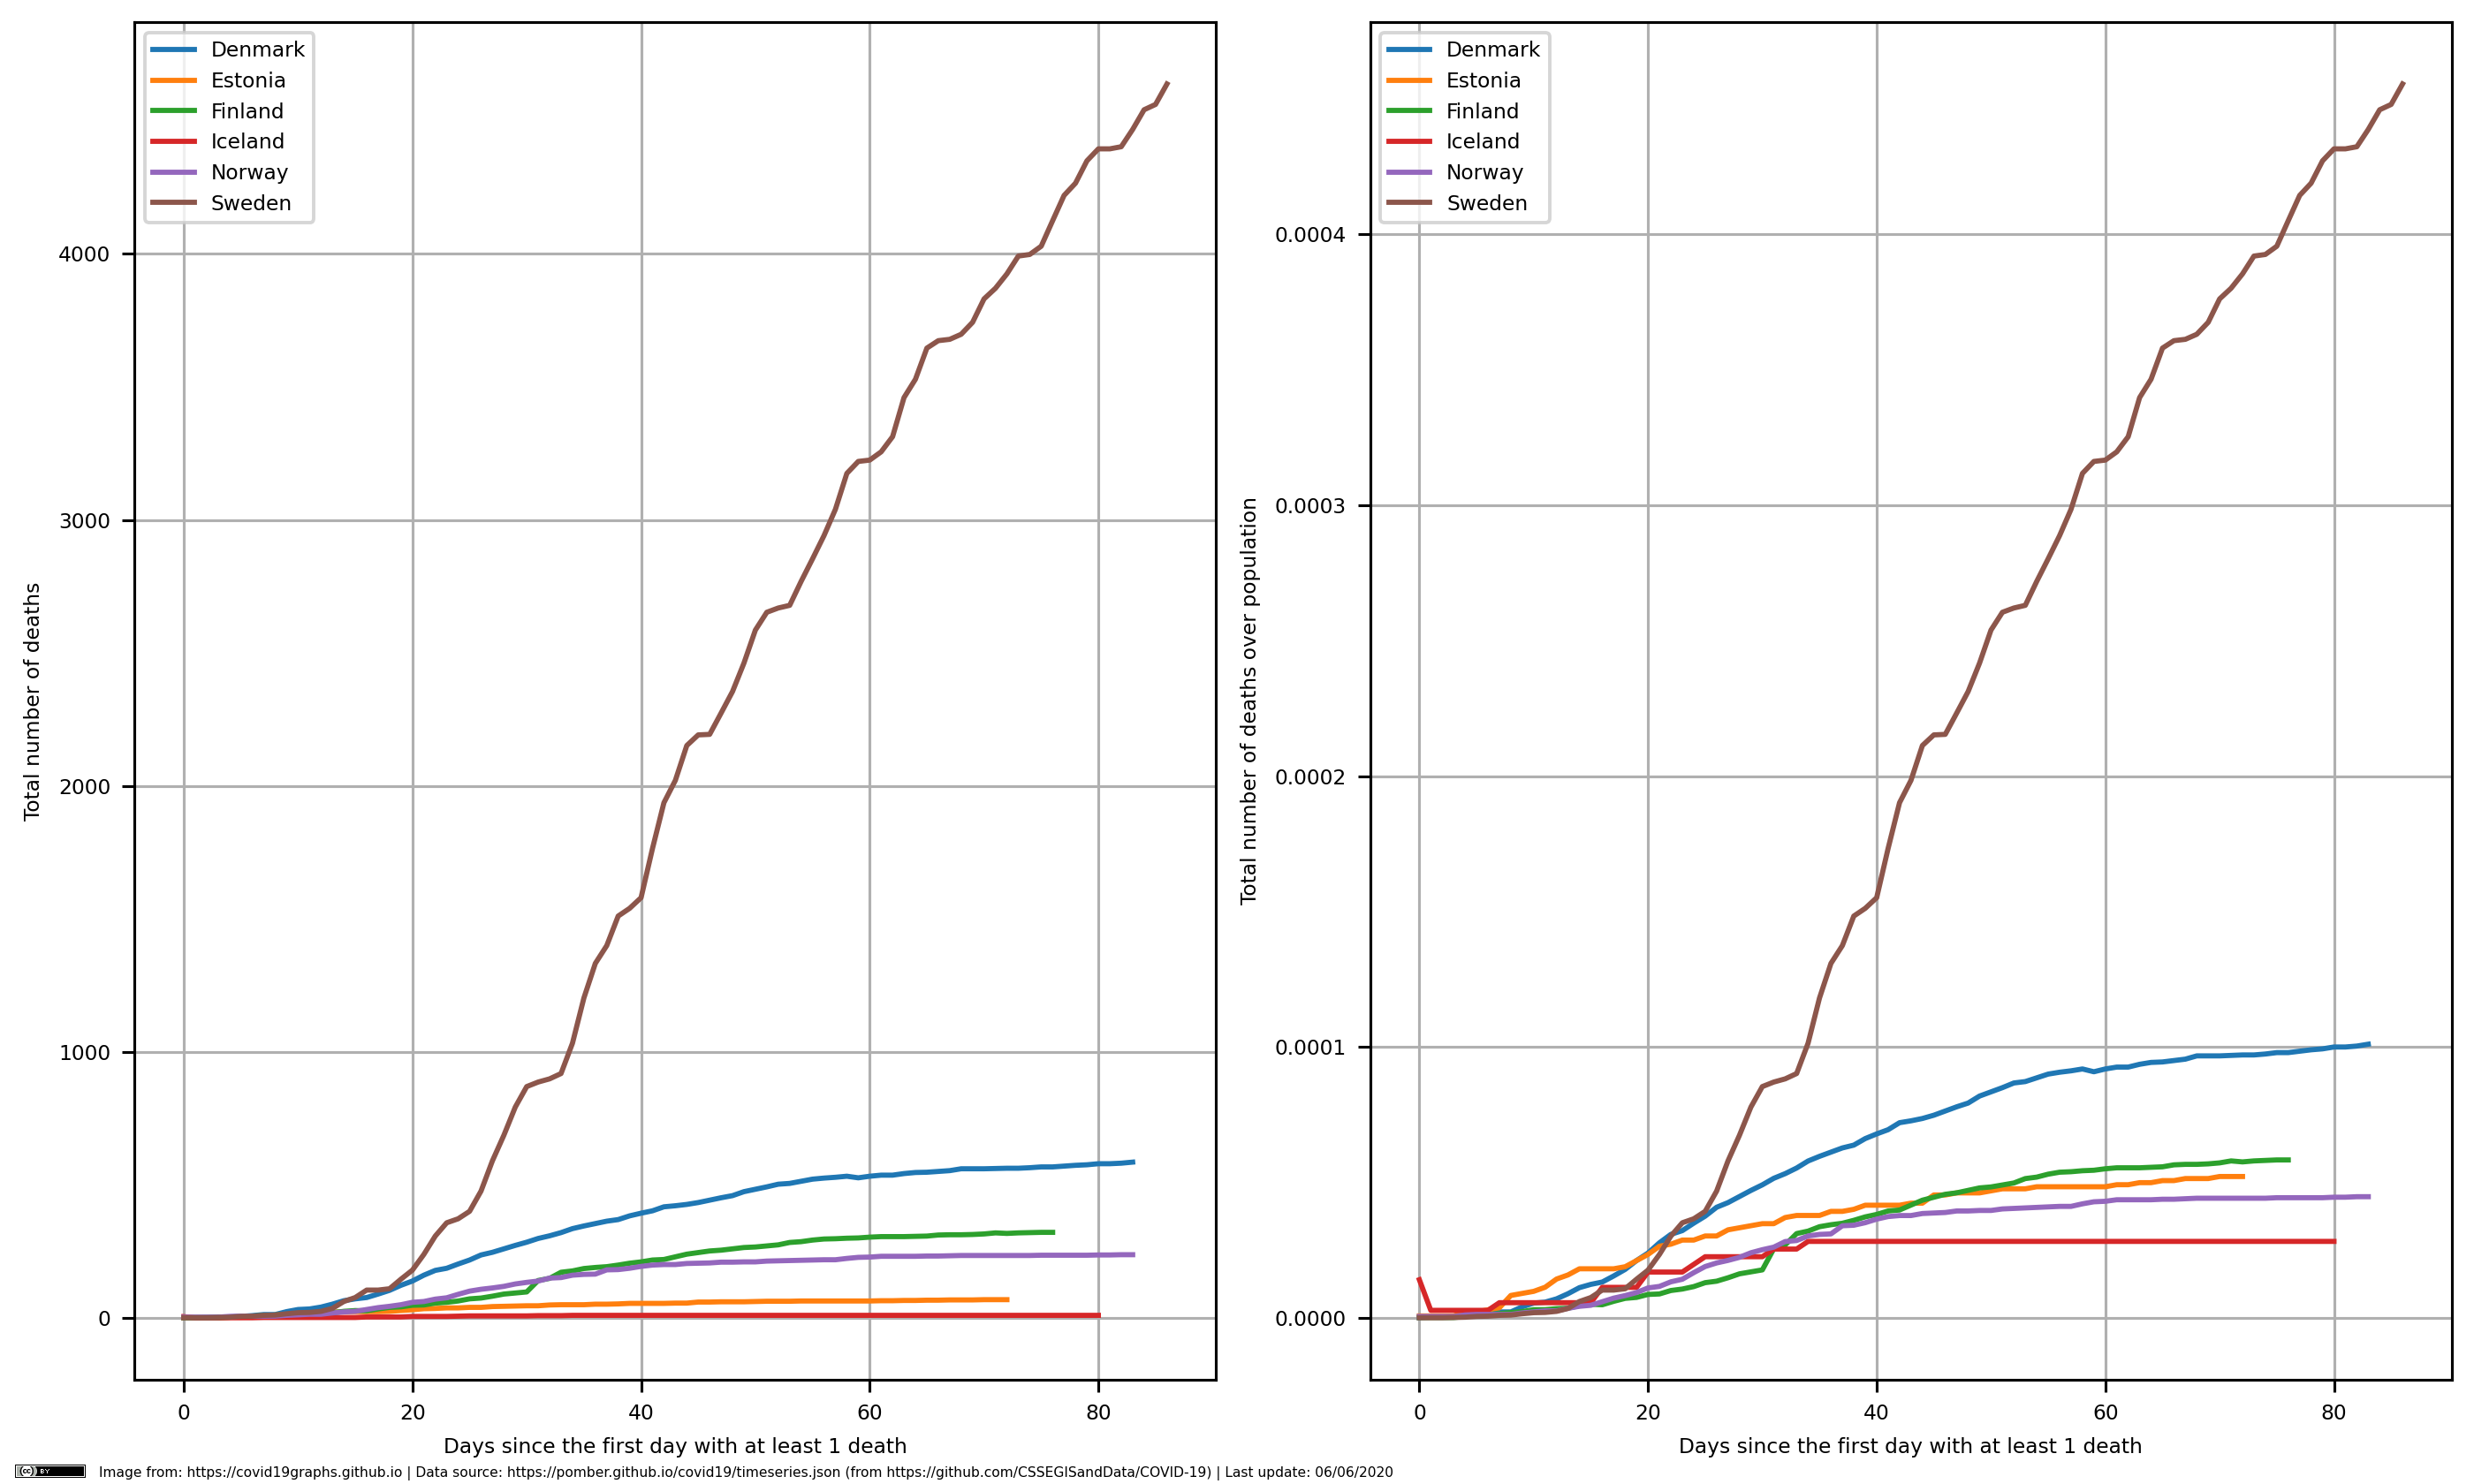 Denmark
Estonia
Finland
Iceland
Norway
Sweden
4000
3000
2000
1000
0
Total number of deaths
0 20 40 60 80
Days since the first day with at least 1 death
Denmark
Estonia
Finland
Iceland
Norway
Sweden
0.0004
0.0003
0.0002
0.0001
0.0000
Total number of deaths over population
0 20 40 60 80
Days since the first day with at least 1 death
cc BY Image from: https://covid19graphs.github.io | Data source: https://pomber.github.io/covid19/timeseries.json (from https://github.com/CSSEGISandData/COVID-19) | Last update: 06/06/2020